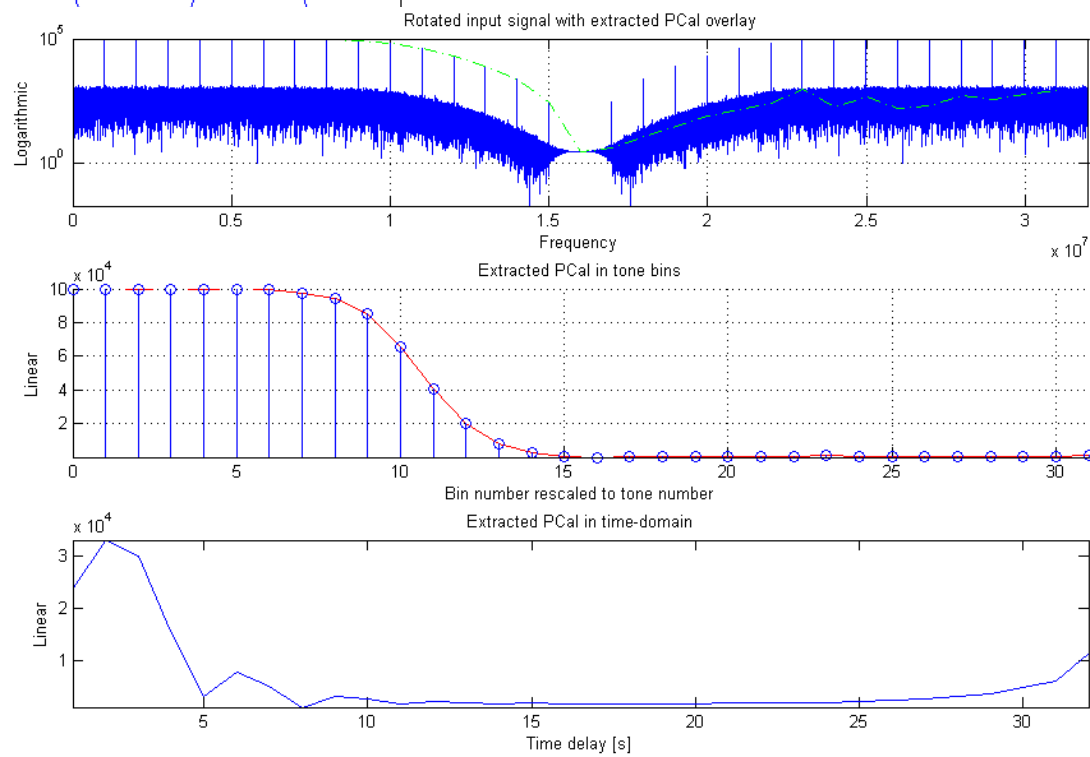 Rotated input signal with extracted PCal overlay
10^5
10^0
Logarithmic
0 0.5 1 1.5 2 2.5 3
Frequency
x 10^7
x 10^4
Extracted PCal in tone bins
10
8
6
4
2
Linear
0 5 10 15 20 25 30
Bin number rescaled to tone number
x 10^4
Extracted PCal in time-domain
3
2
1
Linear
5 10 15 20 25 30
Time delay [s]